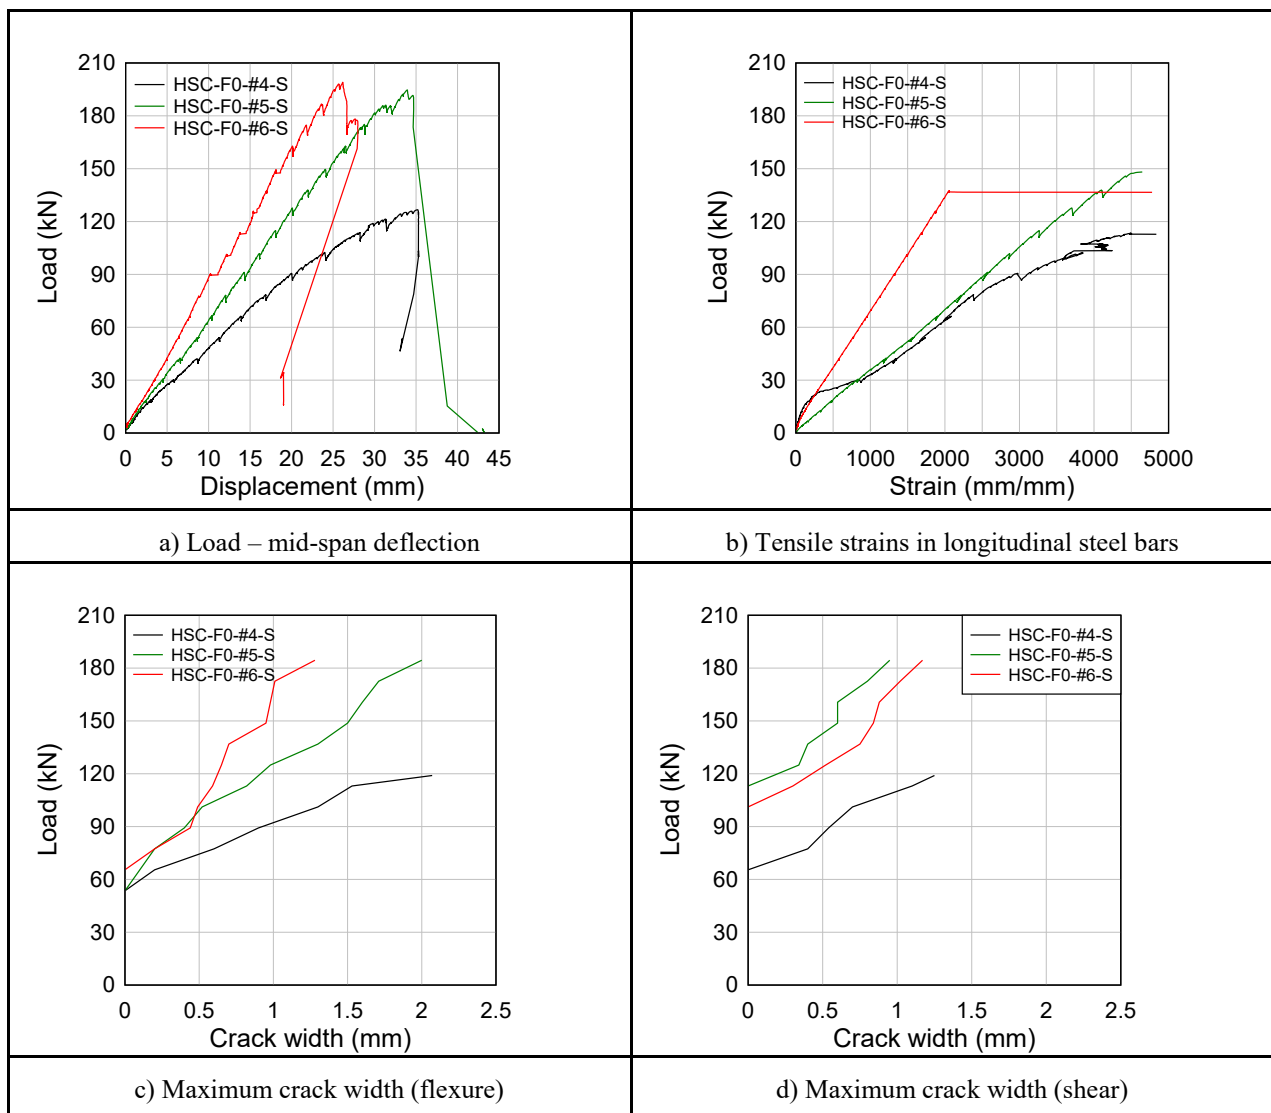 210
180
150
120
90
60
30
0
Load (kN)
HSC-F0-#4-S
HSC-F0-#5-S
HSC-F0-#6-S
0 5 10 15 20 25 30 35 40 45
Displacement (mm)
a) Load – mid-span deflection
210
180
150
120
90
60
30
0
Load (kN)
HSC-F0-#4-S
HSC-F0-#5-S
HSC-F0-#6-S
0 1000 2000 3000 4000 5000
Strain (mm/mm)
b) Tensile strains in longitudinal steel bars
210
180
150
120
90
60
30
0
Load (kN)
HSC-F0-#4-S
HSC-F0-#5-S
HSC-F0-#6-S
0 0.5 1 1.5 2 2.5
Crack width (mm)
c) Maximum crack width (flexure)
210
180
150
120
90
60
30
0
Load (kN)
HSC-F0-#4-S
HSC-F0-#5-S
HSC-F0-#6-S
0 0.5 1 1.5 2 2.5
Crack width (mm)
d) Maximum crack width (shear)